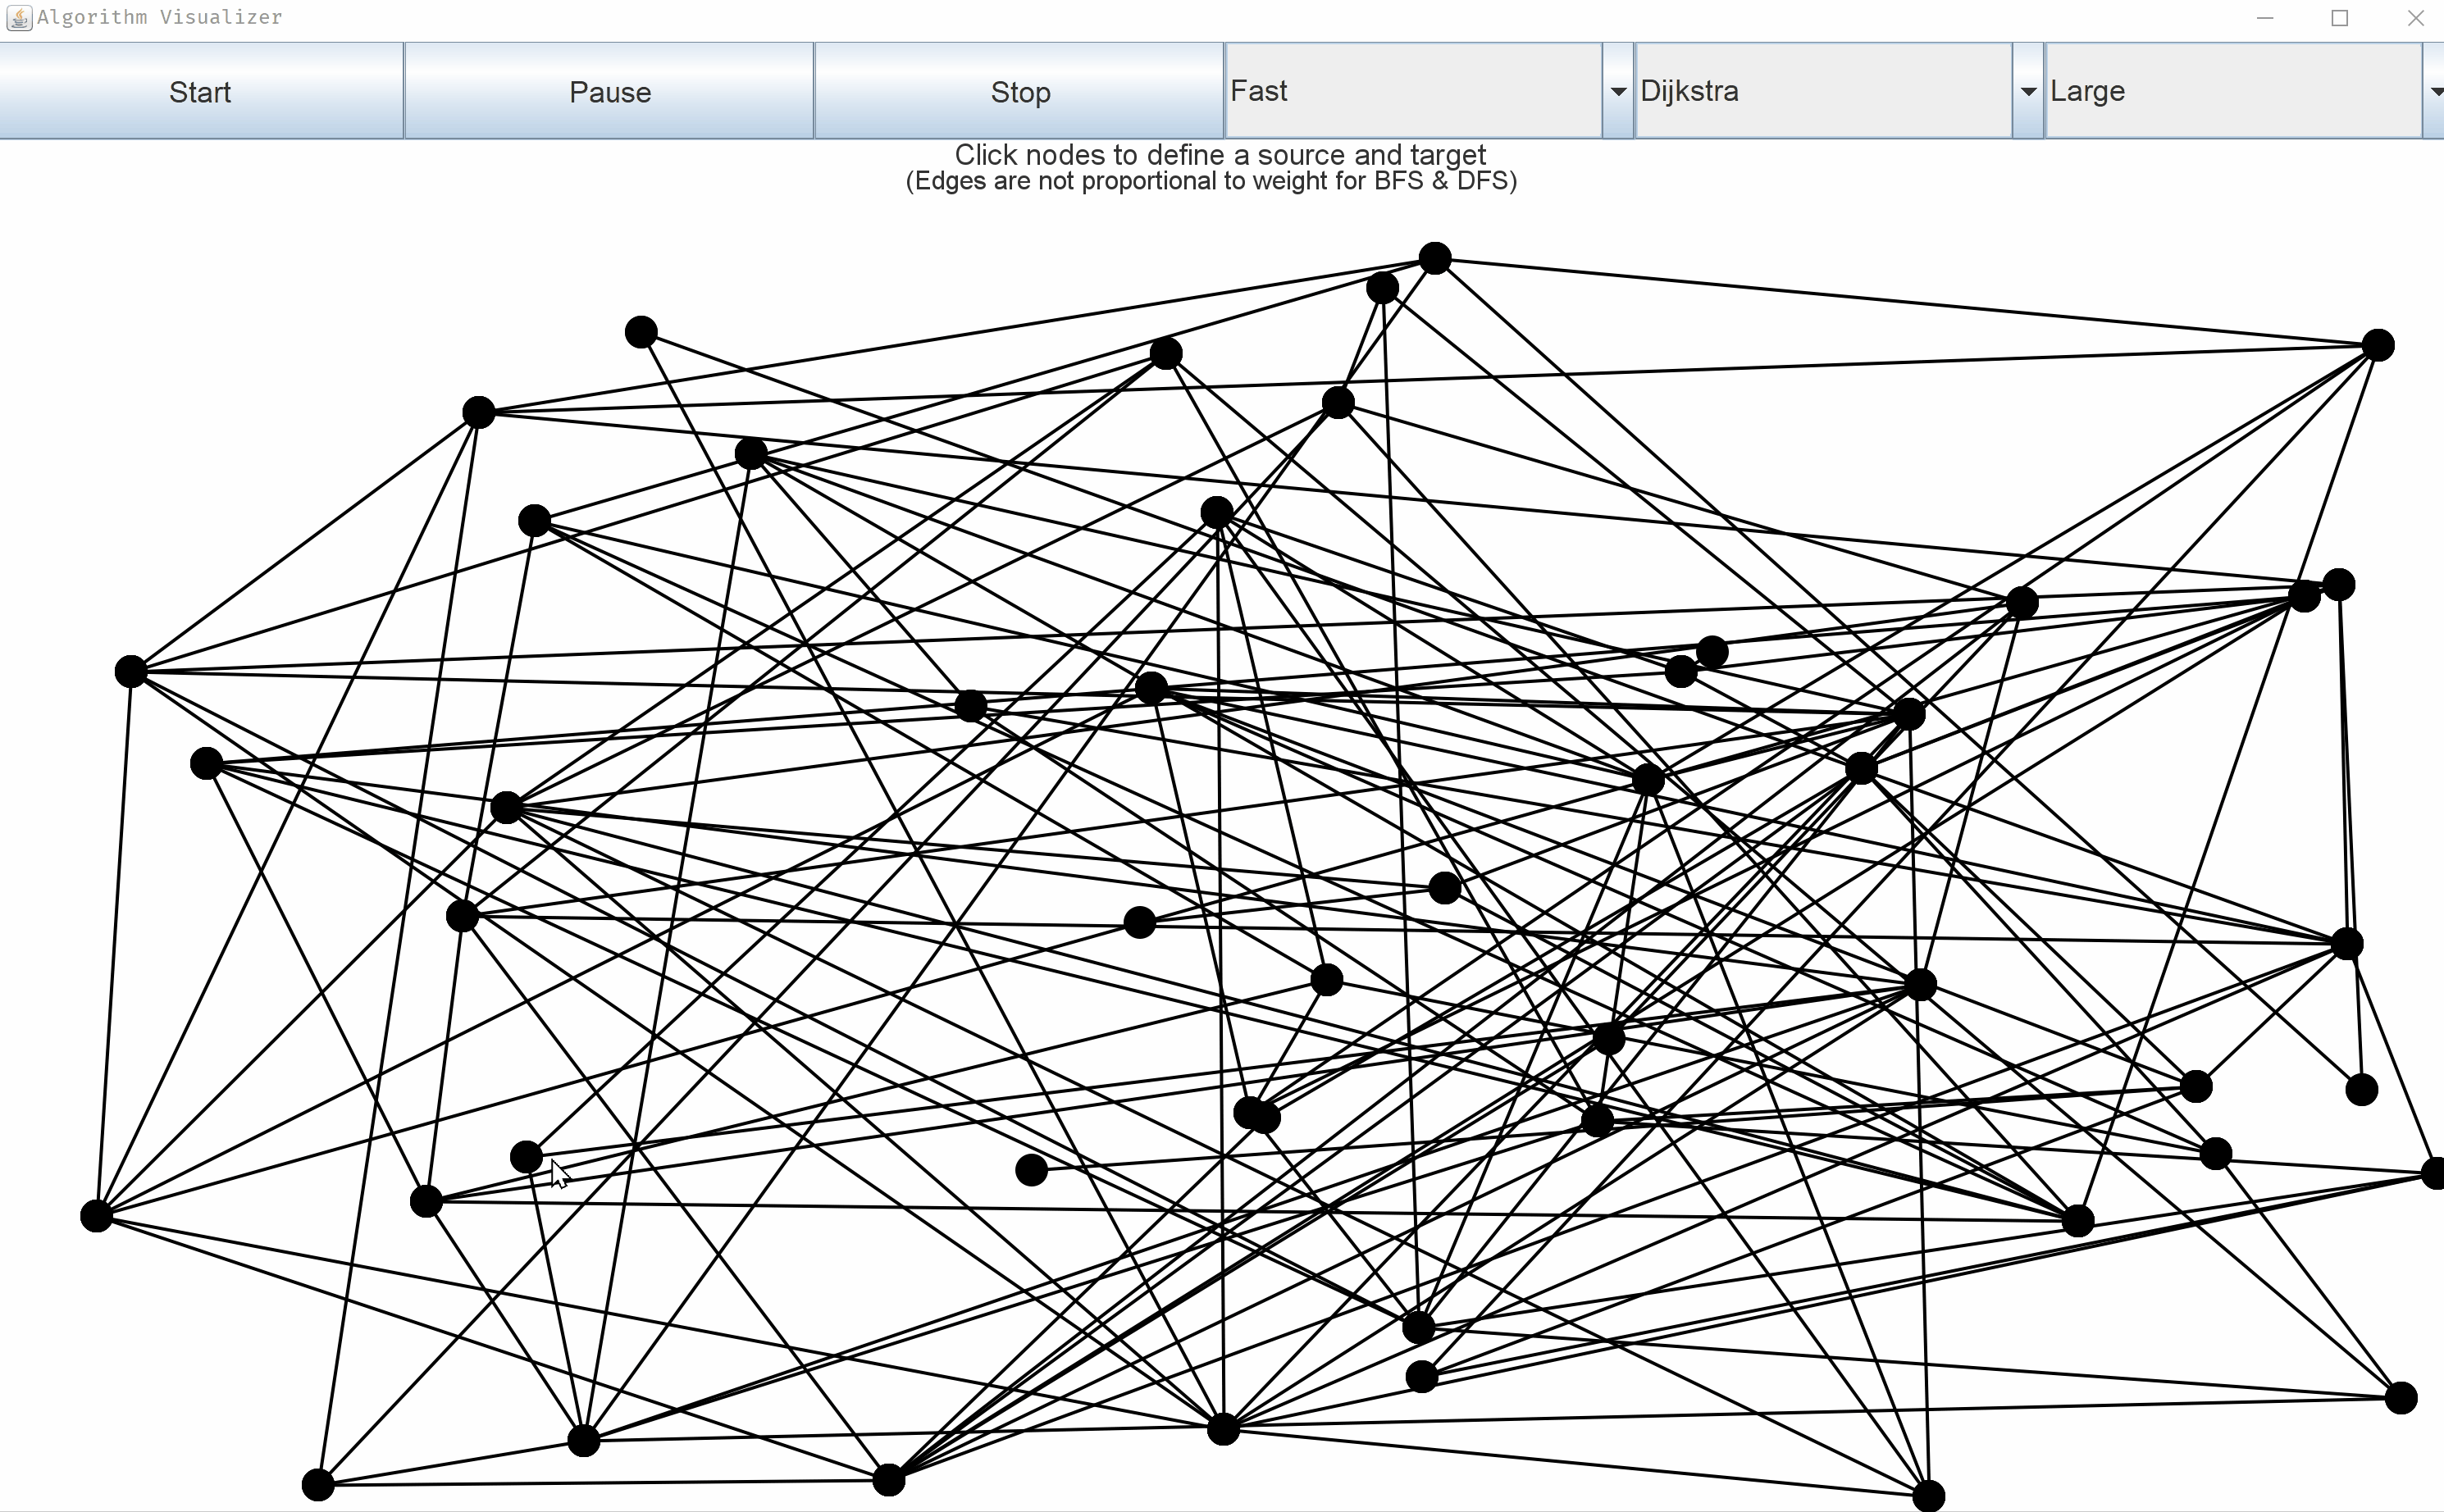 Algorithm Visualizer
Start Pause Stop Fast Dijkstra Large
Click nodes to define a source and target
(Edges are not proportional to weight for BFS & DFS)